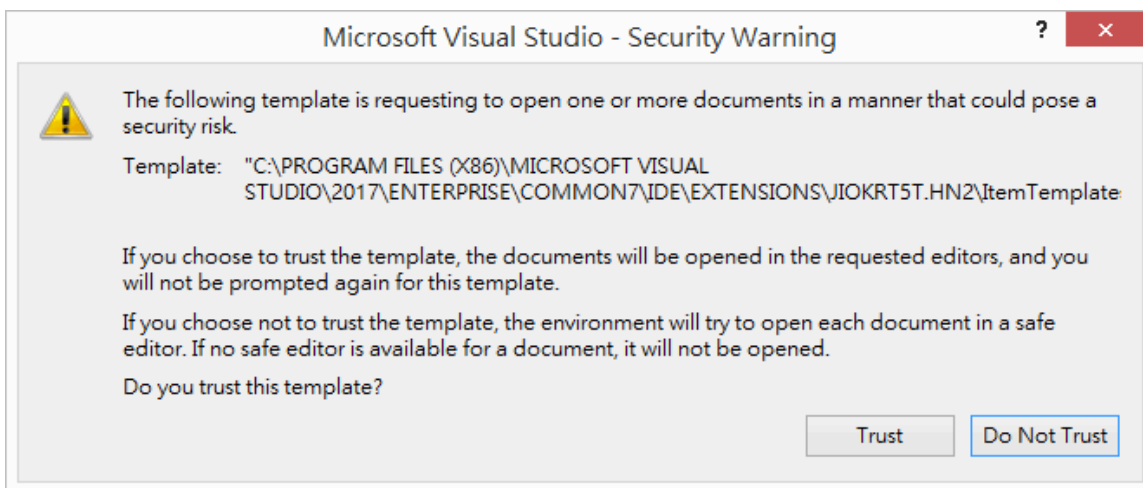 Microsoft Visual Studio - Security Warning
?
The following template is requesting to open one or more documents in a manner that could pose a
security risk.
Template: "C:\PROGRAM FILES (X86)\MICROSOFT VISUAL
STUDIO\2017\ENTERPRISE\COMMON7\IDE\EXTENSIONS\JIOKRT5T.HN2\ItemTemplate
If you choose to trust the template, the documents will be opened in the requested editors, and you
will not be prompted again for this template.
If you choose not to trust the template, the environment will try to open each document in a safe
editor. If no safe editor is available for a document, it will not be opened.
Do you trust this template?
Trust
Do Not Trust